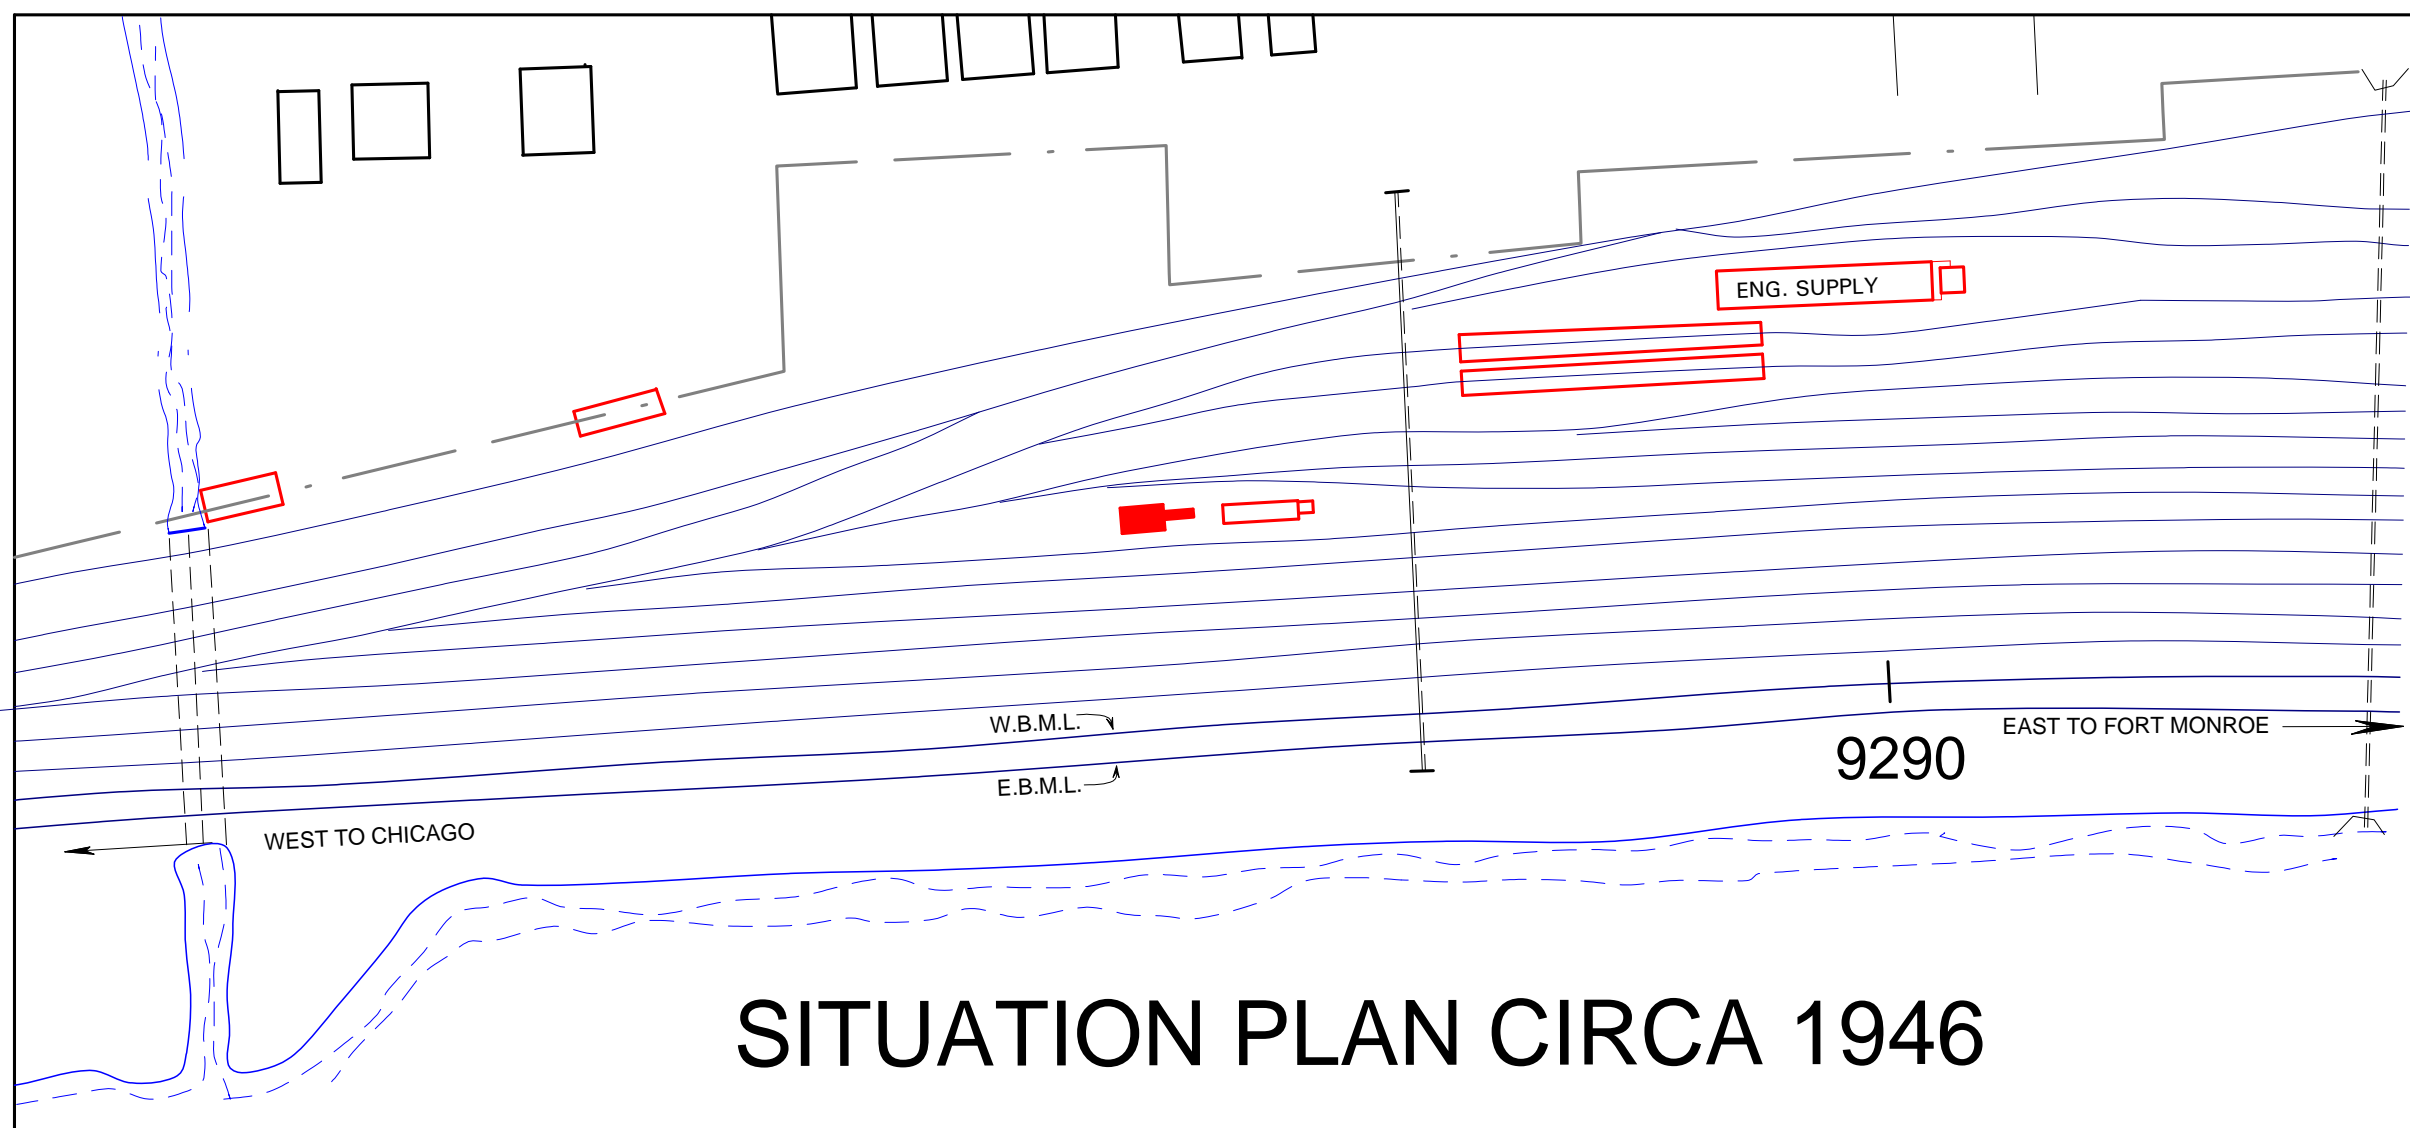 ENG. SUPPLY
W.B.M.L.
EAST TO FORT MONROE
9290
E.B.M.L.
WEST TO CHICAGO
SITUATION PLAN CIRCA 1946